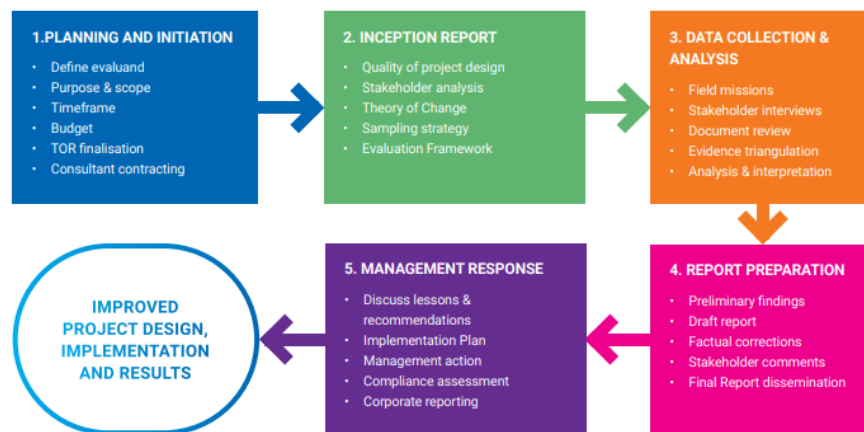 1.PLANNING AND INITIATION
• Define evaluand
• Purpose & scope
• Timeframe
• Budget
• TOR finalisation
• Consultant contracting
2. INCEPTION REPORT
• Quality of project design
• Stakeholder analysis
• Theory of Change
• Sampling strategy
• Evaluation Framework
3. DATA COLLECTION &
ANALYSIS
• Field missions
• Stakeholder interviews
• Document review
• Evidence triangulation
• Analysis & interpretation
4. REPORT PREPARATION
• Preliminary findings
• Draft report
• Factual corrections
• Stakeholder comments
• Final Report dissemination
5. MANAGEMENT RESPONSE
• Discuss lessons &
recommendations
• Implementation Plan
• Management action
• Compliance assessment
• Corporate reporting
IMPROVED
PROJECT DESIGN,
IMPLEMENTATION
AND RESULTS